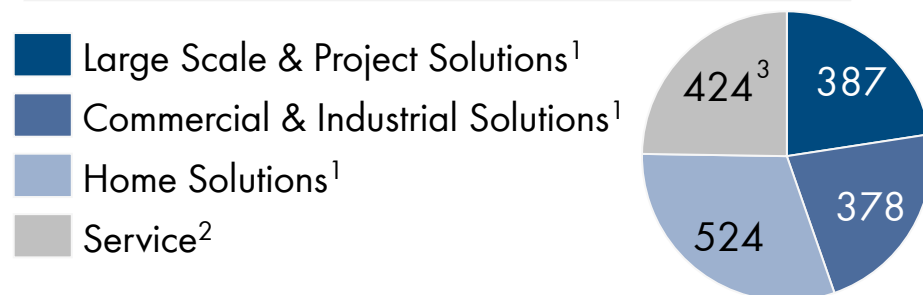 Large Scale & Project Solutions¹
Commercial & Industrial Solutions¹
Home Solutions¹
Service²
424³
387
378
524